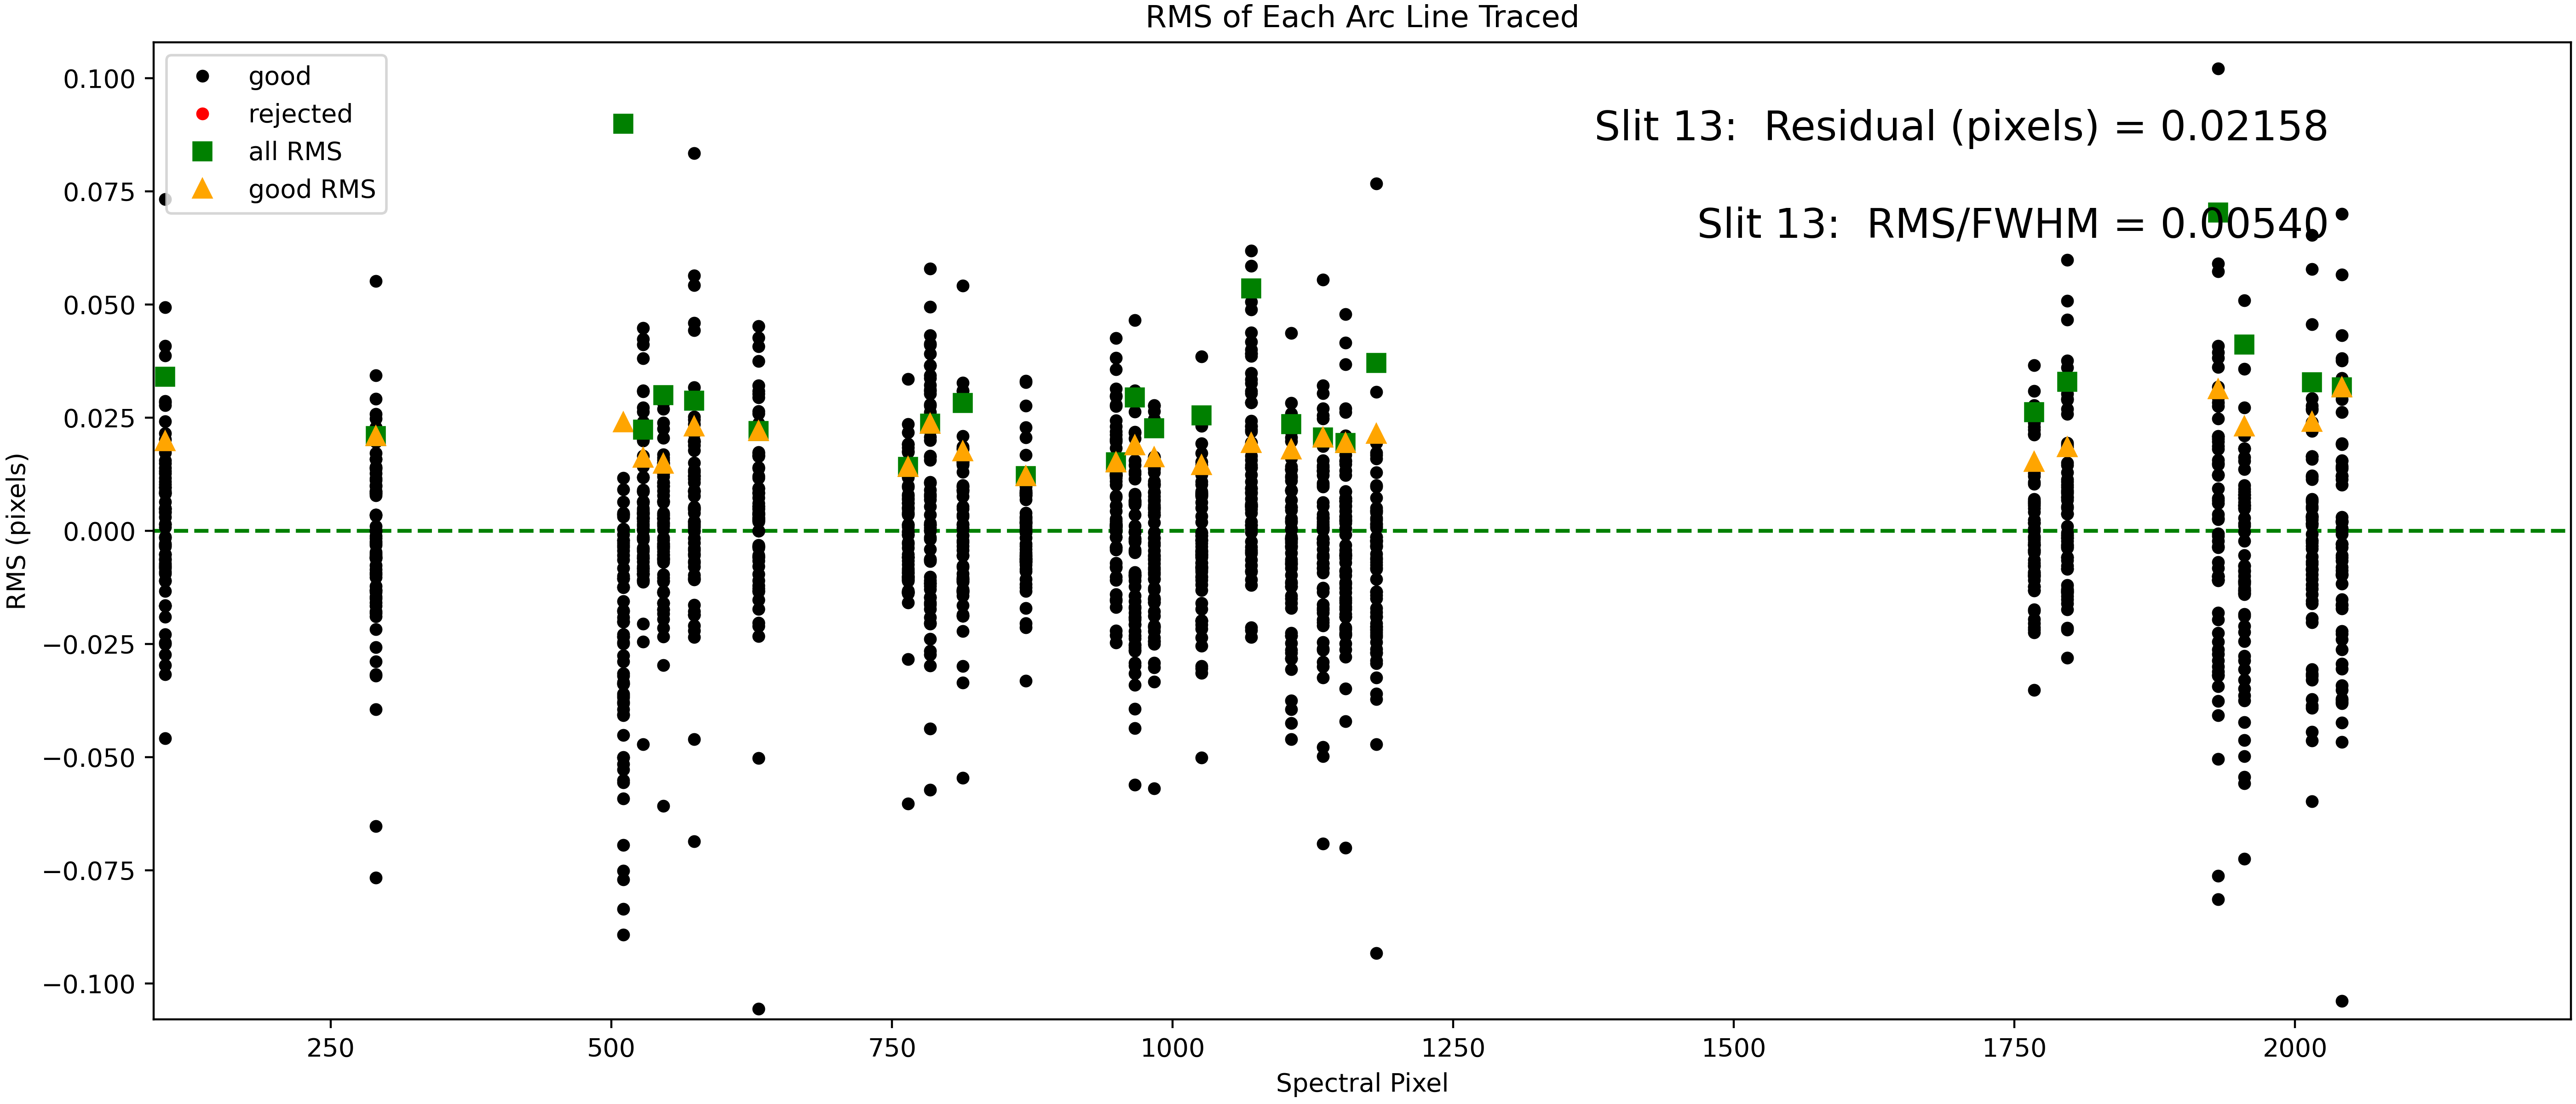 RMS of Each Arc Line Traced
good
rejected
all RMS
good RMS
Slit 13:  Residual (pixels) = 0.02158
Slit 13:  RMS/FWHM = 0.00540
0.100
0.075
0.050
0.025
0.000
−0.025
−0.050
−0.075
−0.100
RMS (pixels)
250
500
750
1000
1250
1500
1750
2000
Spectral Pixel